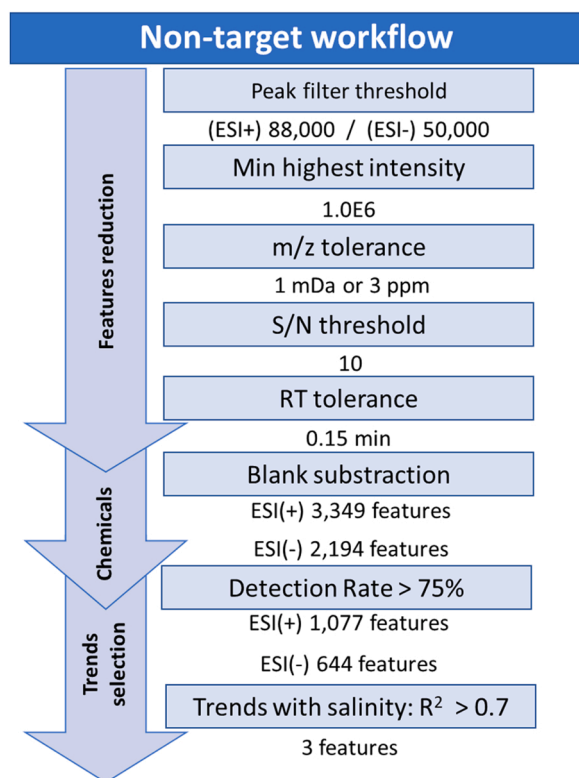 Non-target workflow
Peak filter threshold
(ESI+) 88,000 / (ESI-) 50,000
Min highest intensity
1.0E6
m/z tolerance
1 mDa or 3 ppm
S/N threshold
10
RT tolerance
0.15 min
Blank substraction
ESI(+) 3,349 features
ESI(-) 2,194 features
Detection Rate > 75%
ESI(+) 1,077 features
ESI(-) 644 features
Trends with salinity: R² > 0.7
3 features
Features reduction
Chemicals
Trends
selection